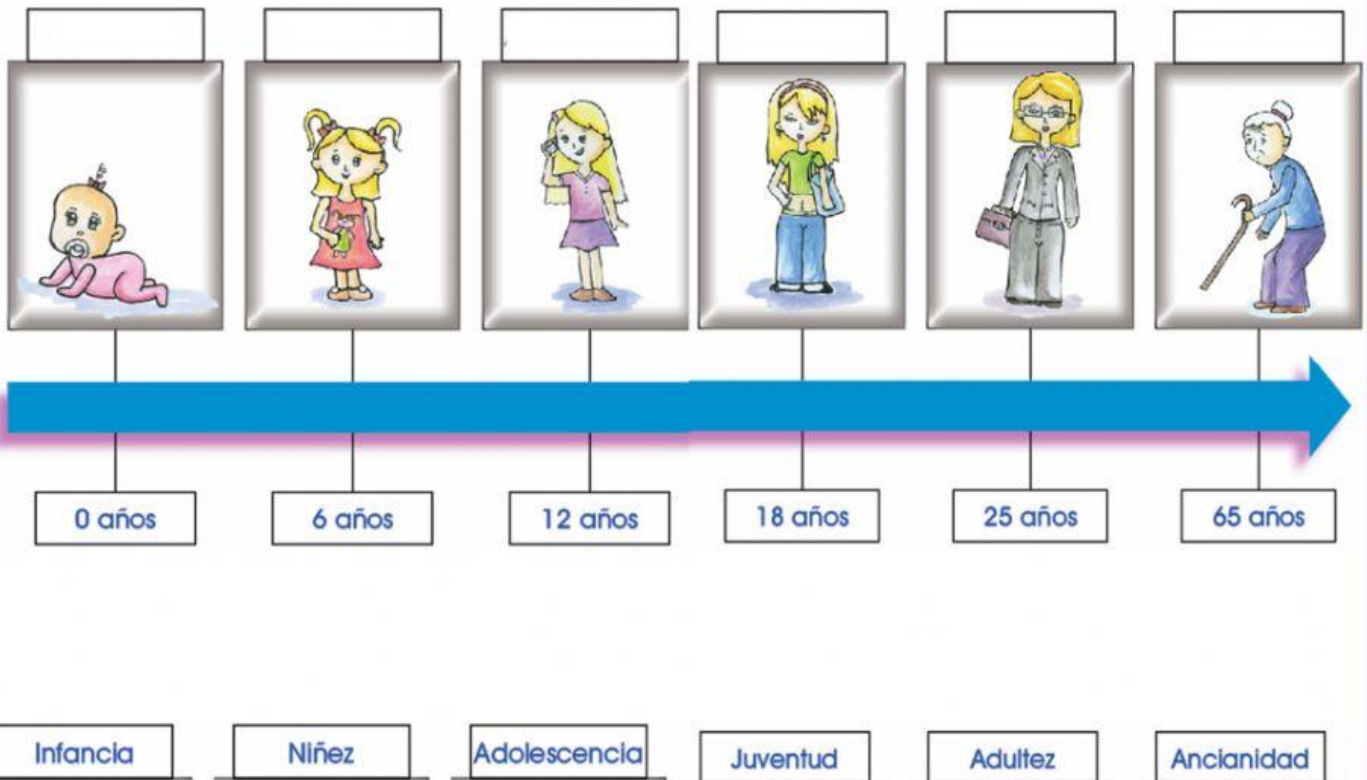 0 años
6 años
12 años
18 años
25 años
65 años
Infancia
Niñez
Adolescencia
Juventud
Adultez
Ancianidad